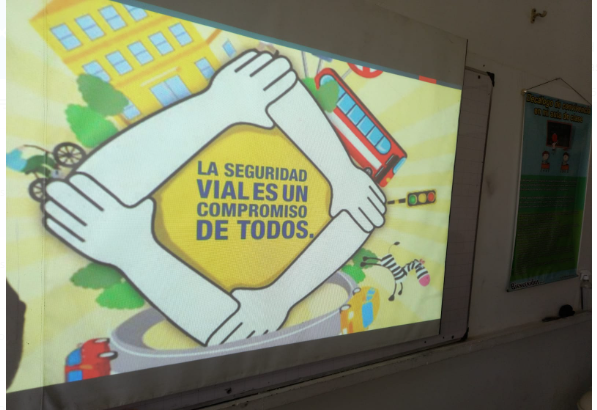 LA SEGURIDAD
VIAL ES UN
COMPROMISO
DE TODOS.